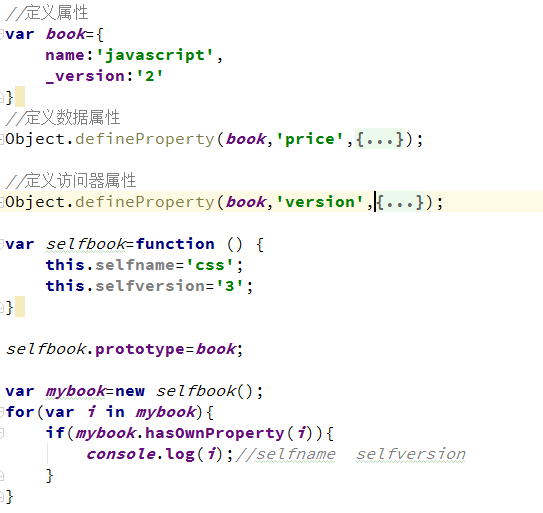 //定义属性
var book={
    name:'javascript',
    _version:'2'
}
//定义数据属性
Object.defineProperty(book,'price',{...});
//定义访问器属性
Object.defineProperty(book,'version',{...});
var selfbook=function () {
    this.selfname='css';
    this.selfversion='3';
}
selfbook.prototype=book;
var mybook=new selfbook();
for(var i in mybook){
    if(mybook.hasOwnProperty(i)){
        console.log(i);//selfname  selfversion
    }
}